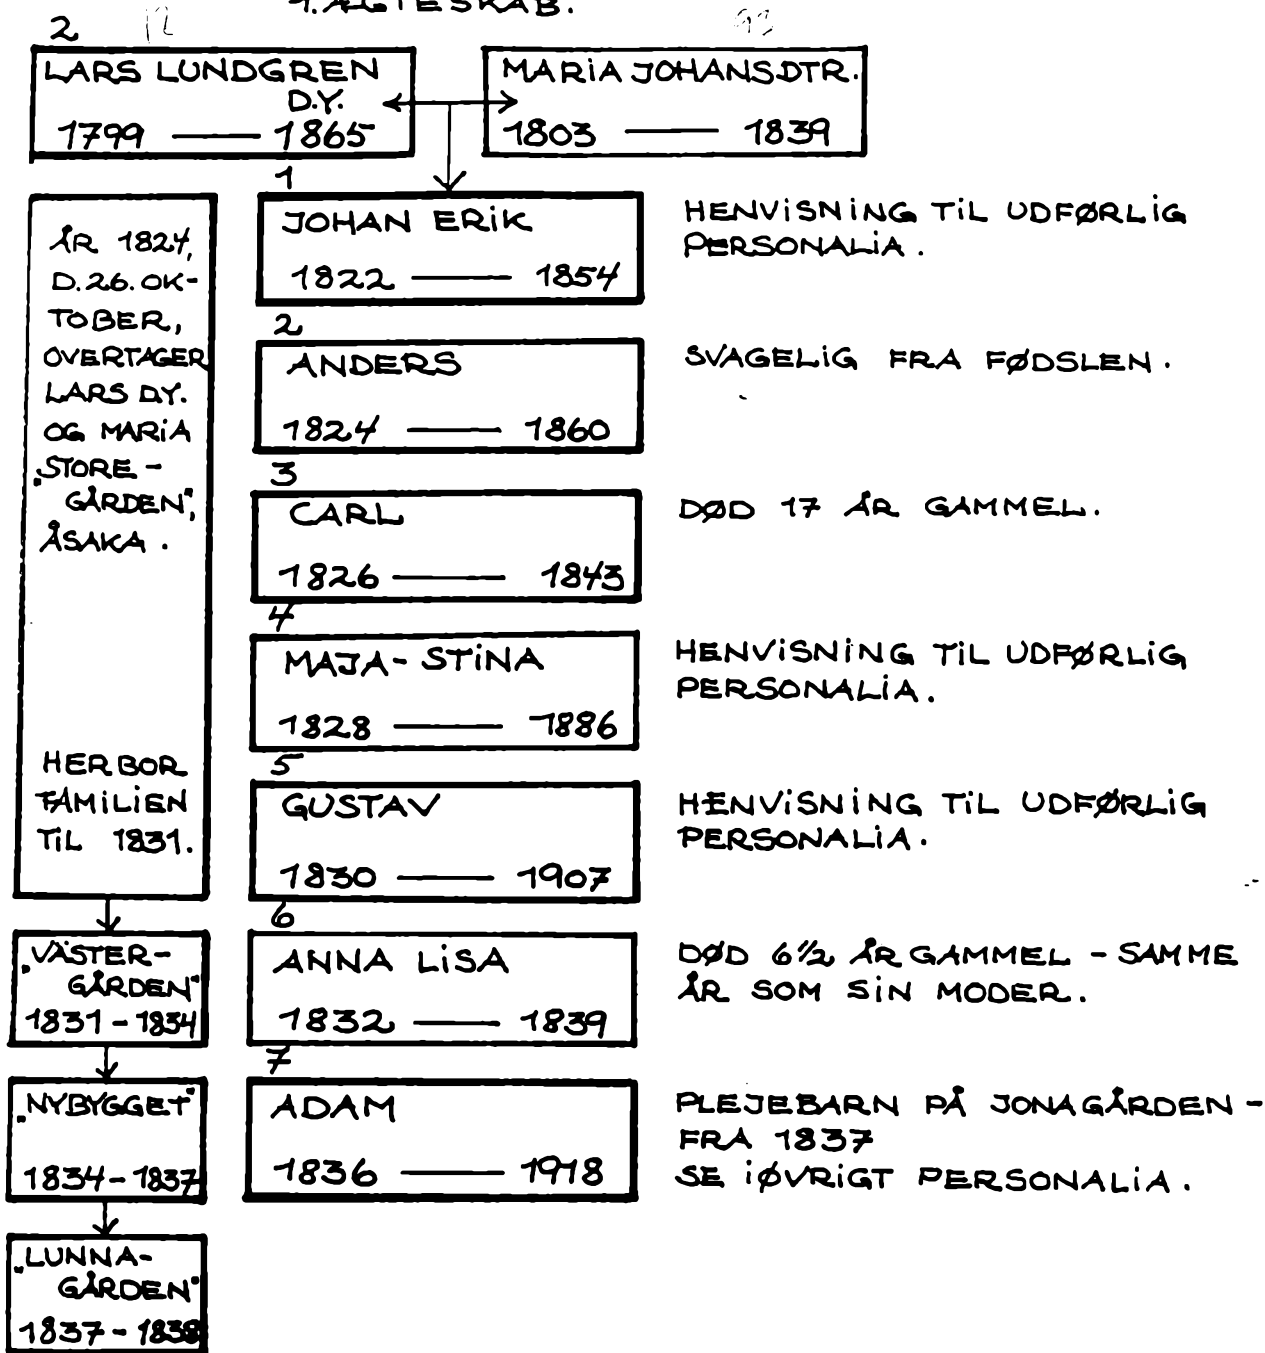 1. ÆGTESKAB.
2
LARS LUNDGREN
D.Y.
1799 — 1865
MARIA JOHANSDTR.
1803 — 1839
ÅR 1824,
D. 26. OK-
TOBER,
OVERTAGER
LARS D.Y.
OG MARIA
„STORE-
GÅRDEN",
ÅSAKA.
HER BOR
FAMILIEN
TIL 1831.
„VÄSTER-
GÅRDEN"
1831 - 1834
„NYBYGGET"
1834 - 1837
„LUNNA-
GÅRDEN"
1837 - 1838
1
JOHAN ERIK
1822 — 1854
HENVISNING TIL UDFØRLIG
PERSONALIA.
2
ANDERS
1824 — 1860
SVAGELIG FRA FØDSLEN.
3
CARL
1826 — 1843
DØD 17 ÅR GAMMEL.
4
MAJA-STINA
1828 — 1886
HENVISNING TIL UDFØRLIG
PERSONALIA.
5
GUSTAV
1830 — 1907
HENVISNING TIL UDFØRLIG
PERSONALIA.
6
ANNA LISA
1832 — 1839
DØD 6½ ÅR GAMMEL - SAMME
ÅR SOM SIN MODER.
7
ADAM
1836 — 1918
PLEJEBARN PÅ JONAGÅRDEN -
FRA 1837
SE IØVRIGT PERSONALIA.